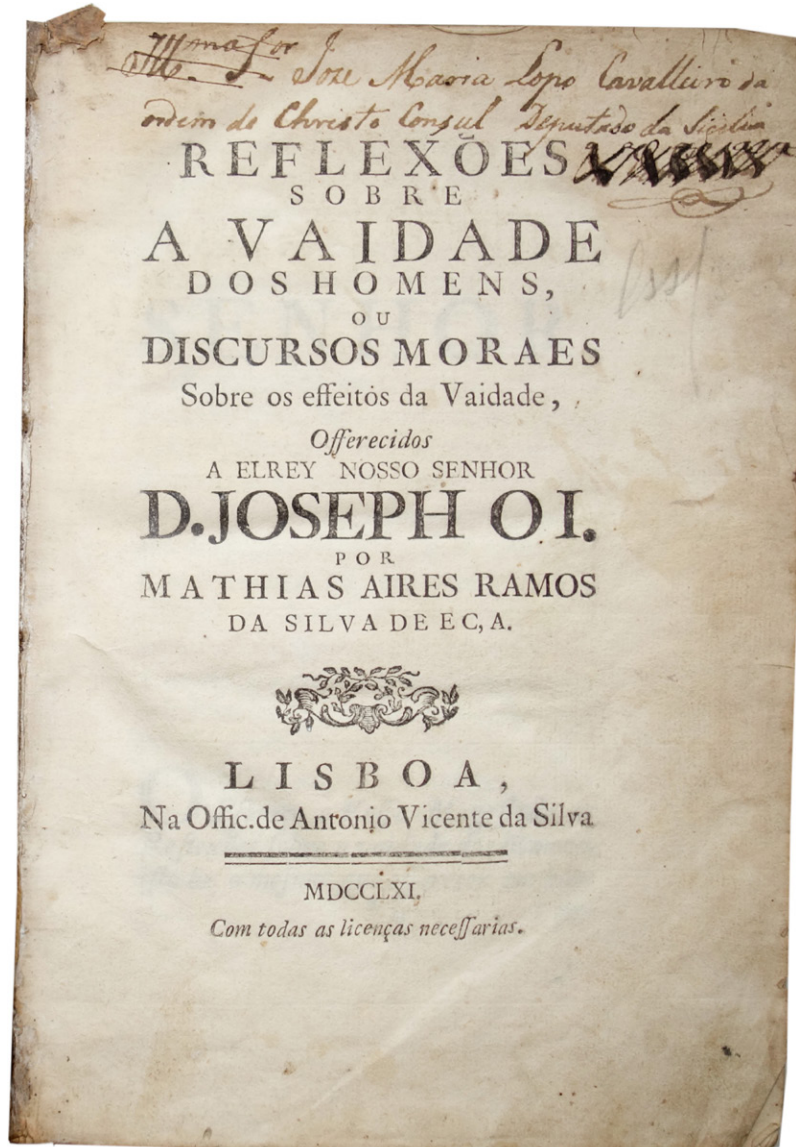 Joze Maria Lopo Cavalleiro da
ordem de Christo Consul Deputado da Sicilia
REFLEXÕES
SOBRE
A VAIDADE
DOS HOMENS,
OU
DISCURSOS MORAES
Sobre os effeitos da Vaidade,
Offerecidos
A ELREY NOSSO SENHOR
D. JOSEPH O I.
POR
MATHIAS AIRES RAMOS
DA SILVA DE EC,A.
LISBOA,
Na Offic. de Antonio Vicente da Silva
MDCCLXI.
Com todas as licenças neceſſarias.